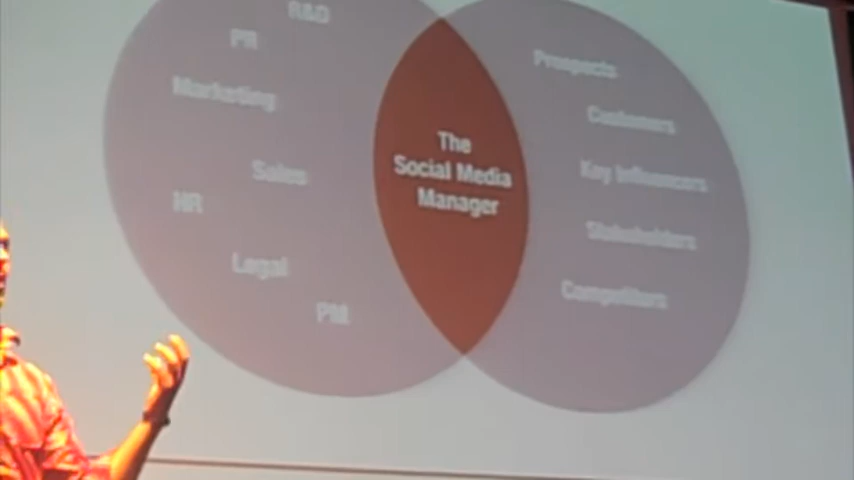 R&D
PR
Marketing
Sales
HR
Legal
PM
The
Social Media
Manager
Prospects
Customers
Key Influencers
Stakeholders
Competitors